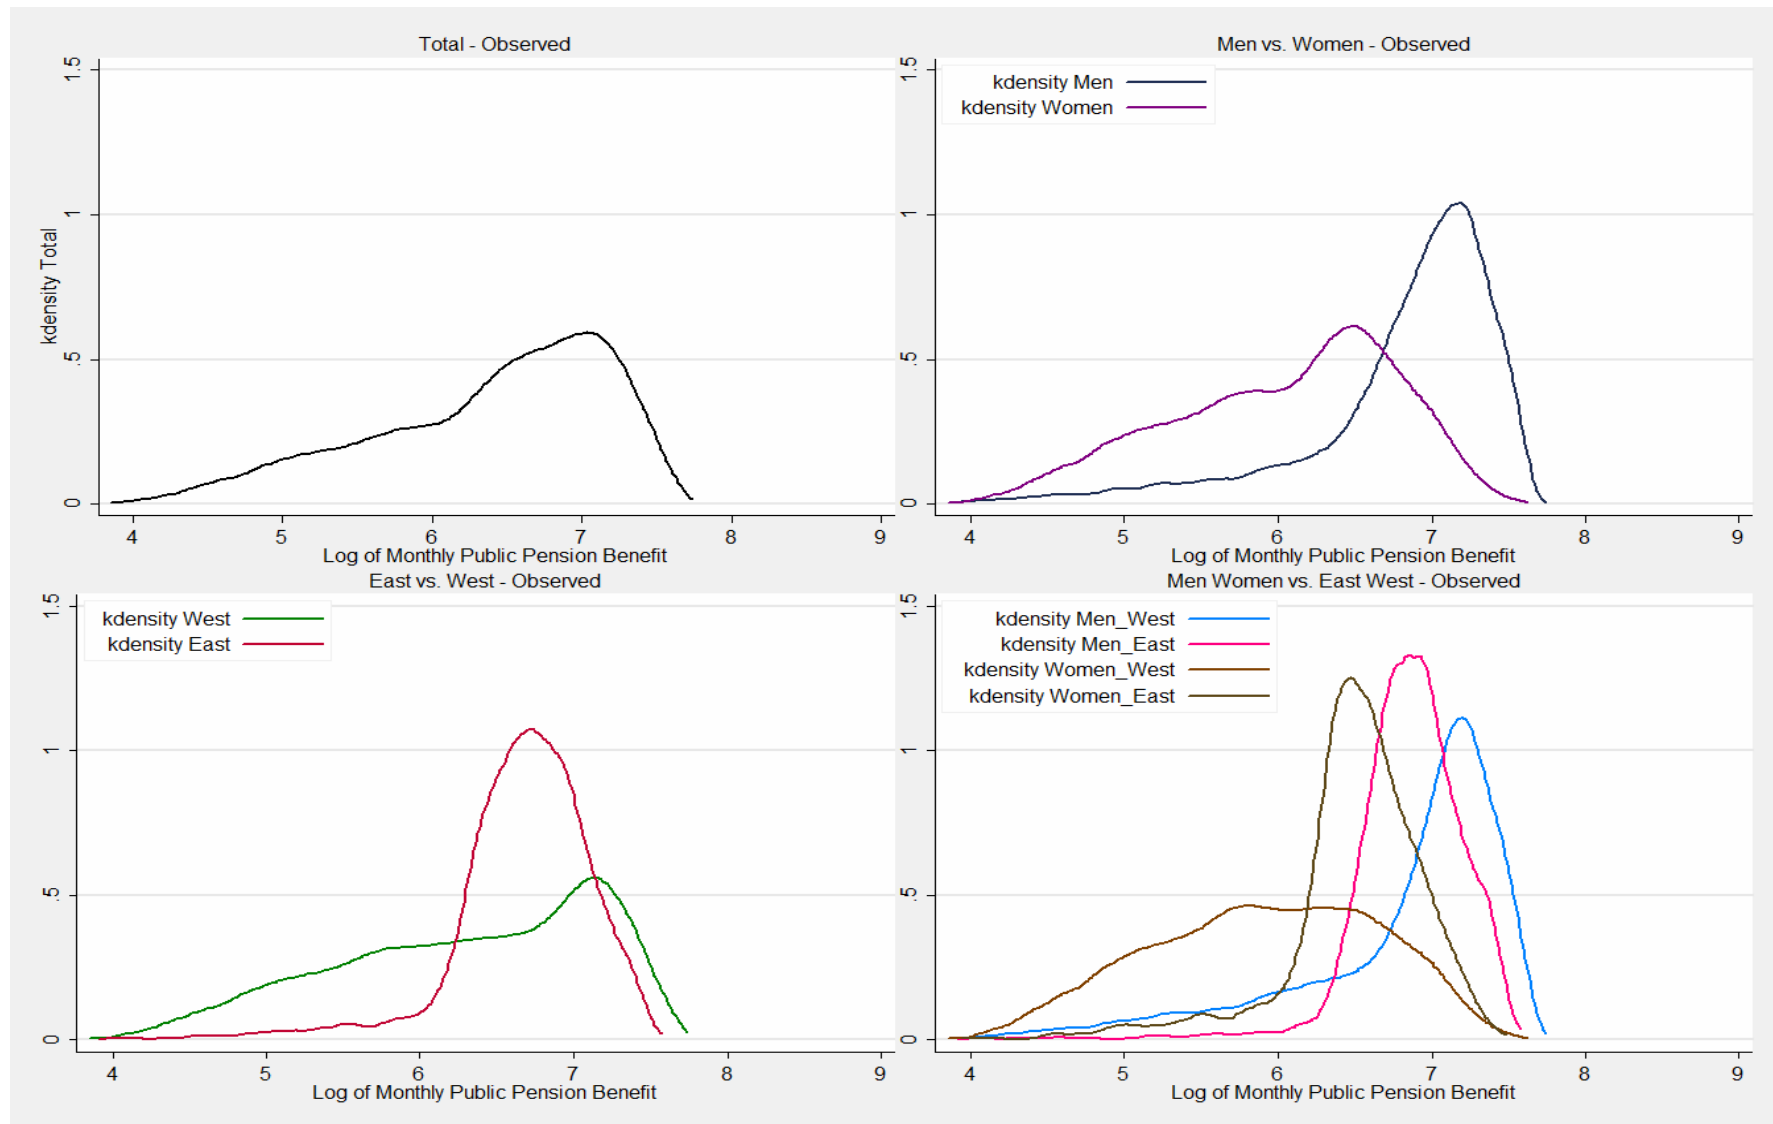 Total - Observed
1.5
1
.5
0
kdensity Total
4 5 6 7 8 9
Log of Monthly Public Pension Benefit
Men vs. Women - Observed
kdensity Men
kdensity Women
1.5
1
.5
0
4 5 6 7 8 9
Log of Monthly Public Pension Benefit
East vs. West - Observed
kdensity West
kdensity East
1.5
1
.5
0
4 5 6 7 8 9
Log of Monthly Public Pension Benefit
Men Women vs. East West - Observed
kdensity Men_West
kdensity Men_East
kdensity Women_West
kdensity Women_East
1.5
1
.5
0
4 5 6 7 8 9
Log of Monthly Public Pension Benefit